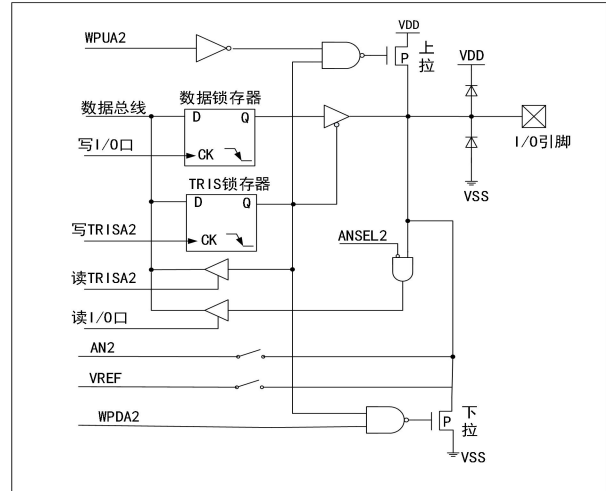 VDD
WPUA2
上拉
P
VDD
数据锁存器
数据总线
D
Q
I/O引脚
写I/O口
CK
VSS
TRIS锁存器
D
Q
写TRISA2
CK
ANSEL2
读TRISA2
读I/O口
AN2
VREF
WPDA2
下拉
P
VSS